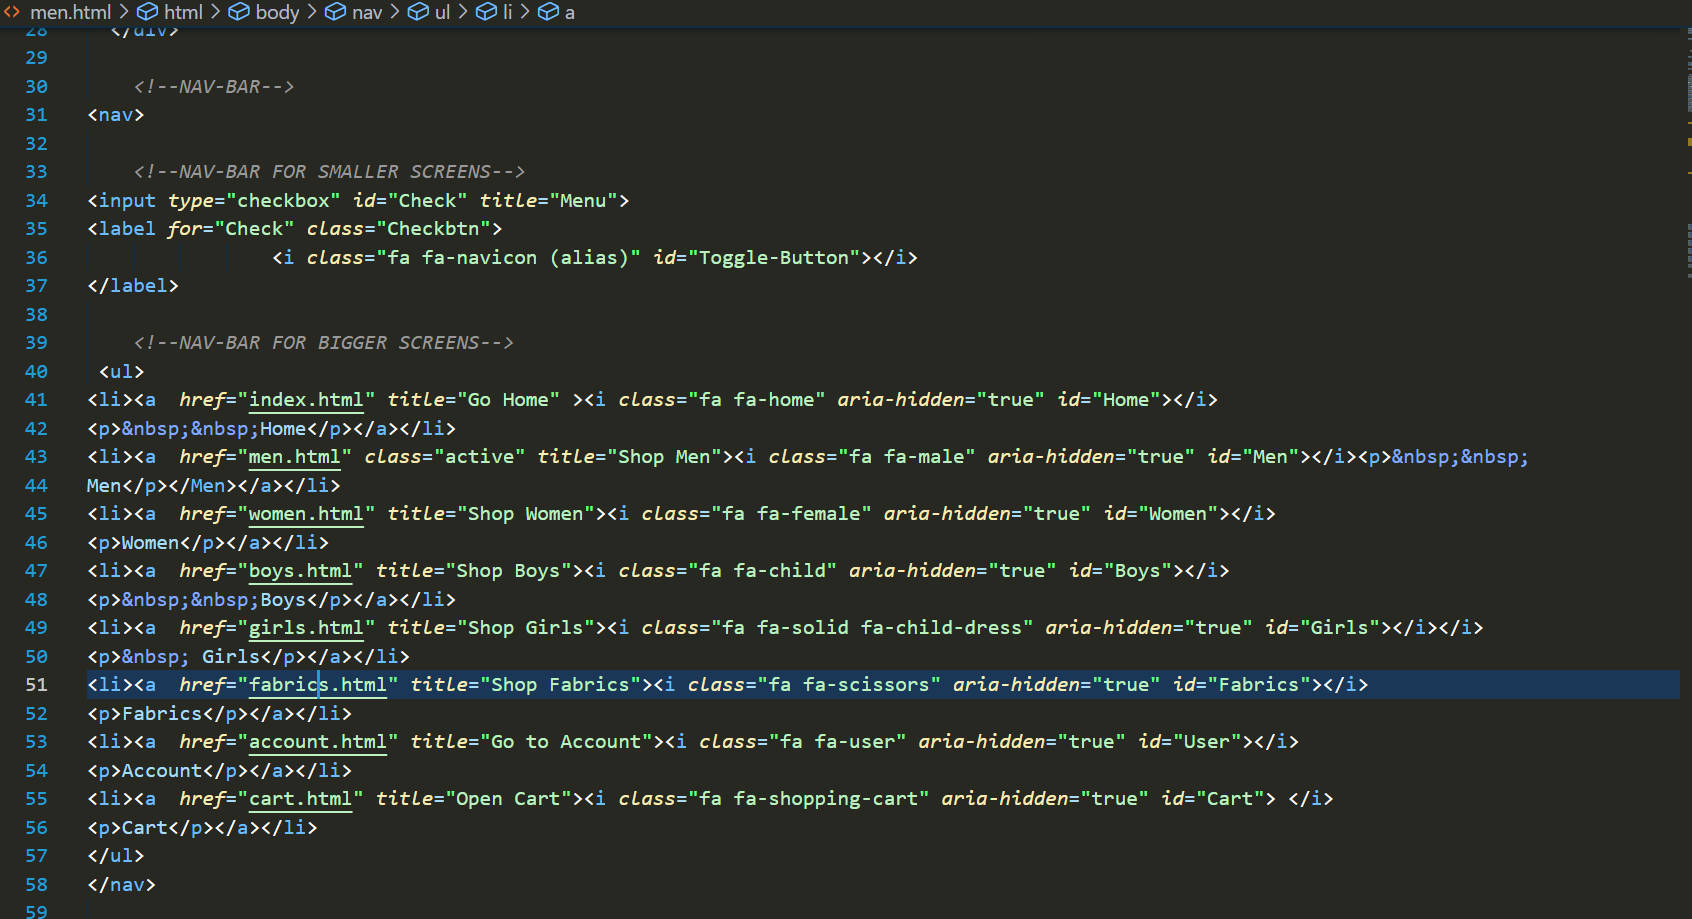 <> men.html > html > body > nav > ul > li > a
28 </div>
29
30 <!--NAV-BAR-->
31 <nav>
32
33 <!--NAV-BAR FOR SMALLER SCREENS-->
34 <input type="checkbox" id="Check" title="Menu">
35 <label for="Check" class="Checkbtn">
36 <i class="fa fa-navicon (alias)" id="Toggle-Button"></i>
37 </label>
38
39 <!--NAV-BAR FOR BIGGER SCREENS-->
40 <ul>
41 <li><a  href="index.html" title="Go Home" ><i class="fa fa-home" aria-hidden="true" id="Home"></i>
42 <p>&nbsp;&nbsp;Home</p></a></li>
43 <li><a  href="men.html" class="active" title="Shop Men"><i class="fa fa-male" aria-hidden="true" id="Men"></i><p>&nbsp;&nbsp;
44 Men</p></Men></a></li>
45 <li><a  href="women.html" title="Shop Women"><i class="fa fa-female" aria-hidden="true" id="Women"></i>
46 <p>Women</p></a></li>
47 <li><a  href="boys.html" title="Shop Boys"><i class="fa fa-child" aria-hidden="true" id="Boys"></i>
48 <p>&nbsp;&nbsp;Boys</p></a></li>
49 <li><a  href="girls.html" title="Shop Girls"><i class="fa fa-solid fa-child-dress" aria-hidden="true" id="Girls"></i></i>
50 <p>&nbsp; Girls</p></a></li>
51 <li><a  href="fabrics.html" title="Shop Fabrics"><i class="fa fa-scissors" aria-hidden="true" id="Fabrics"></i>
52 <p>Fabrics</p></a></li>
53 <li><a  href="account.html" title="Go to Account"><i class="fa fa-user" aria-hidden="true" id="User"></i>
54 <p>Account</p></a></li>
55 <li><a  href="cart.html" title="Open Cart"><i class="fa fa-shopping-cart" aria-hidden="true" id="Cart"> </i>
56 <p>Cart</p></a></li>
57 </ul>
58 </nav>
59